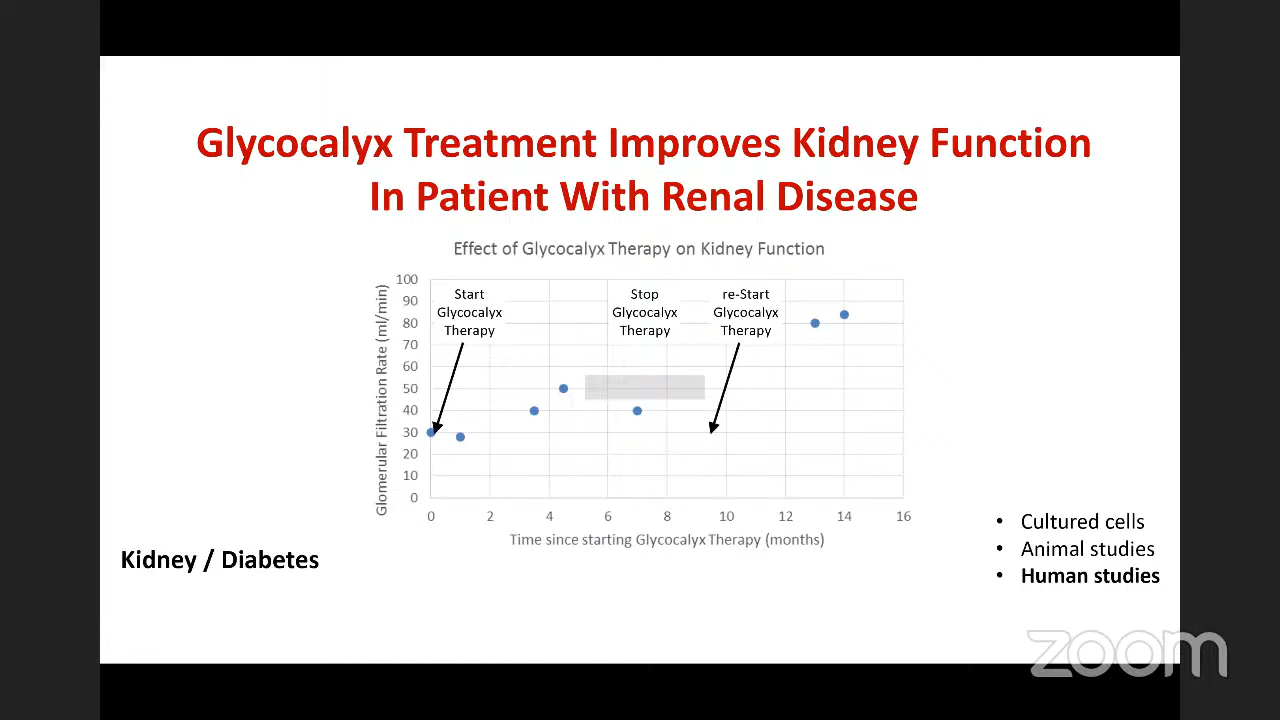 Glycocalyx Treatment Improves Kidney Function
In Patient With Renal Disease
Effect of Glycocalyx Therapy on Kidney Function
Glomerular Filtration Rate (ml/min)
100
90
80
70
60
50
40
30
20
10
0
Start
Glycocalyx
Therapy
Stop
Glycocalyx
Therapy
re-Start
Glycocalyx
Therapy
0 2 4 6 8 10 12 14 16
Time since starting Glycocalyx Therapy (months)
Kidney / Diabetes
• Cultured cells
• Animal studies
• Human studies
zoom